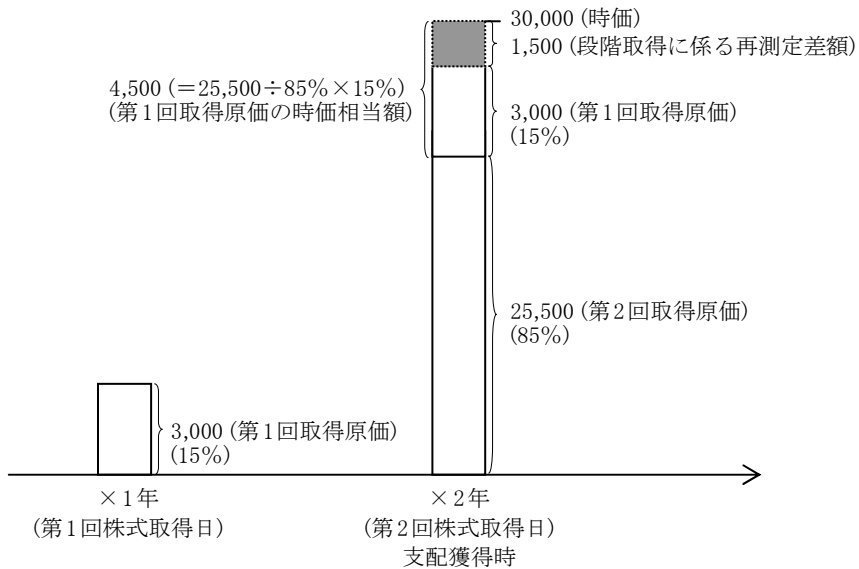 30,000 (時価)
1,500 (段階取得に係る再測定差額)
4,500 (＝25,500÷85%×15%)
(第1回取得原価の時価相当額)
3,000 (第1回取得原価)
(15%)
25,500 (第2回取得原価)
(85%)
3,000 (第1回取得原価)
(15%)
×1年
(第1回株式取得日)
×2年
(第2回株式取得日)
支配獲得時